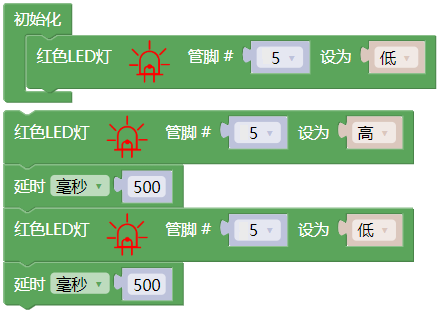 初始化
红色LED灯 管脚 # 5 设为 低
红色LED灯 管脚 # 5 设为 高
延时 毫秒 500
红色LED灯 管脚 # 5 设为 低
延时 毫秒 500